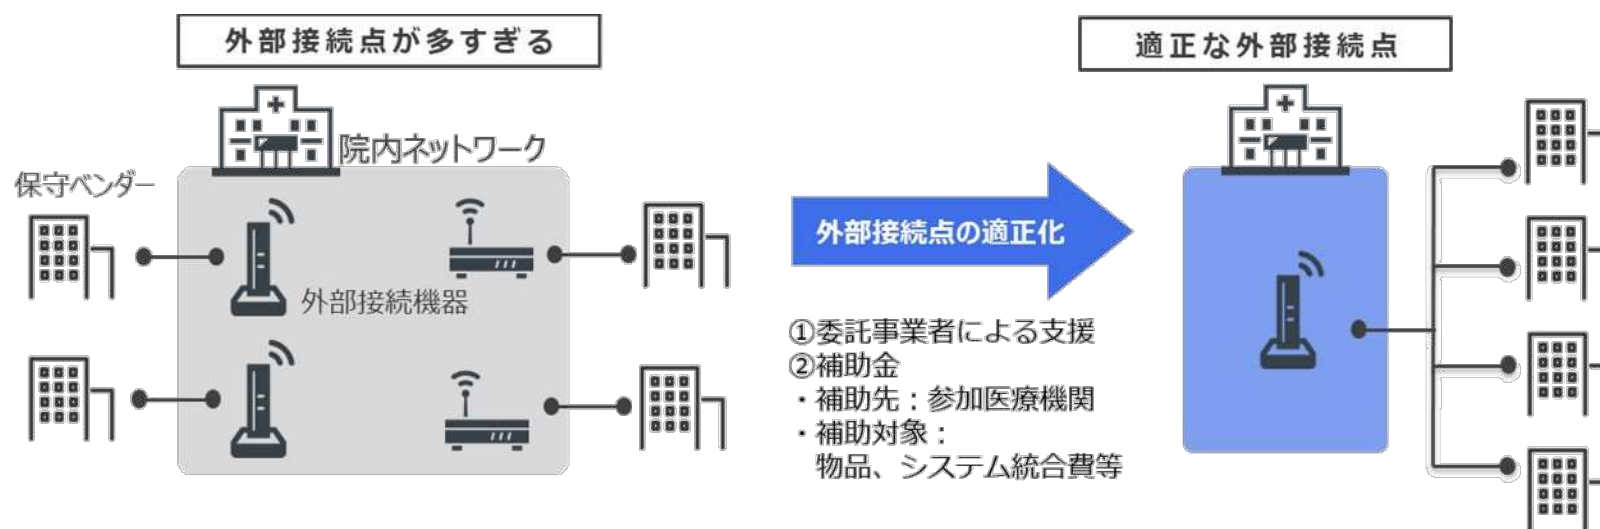 外部接続点が多すぎる
院内ネットワーク
保守ベンダー
外部接続機器
外部接続点の適正化
①委託事業者による支援
②補助金
・補助先：参加医療機関
・補助対象：
物品、システム統合費等
適正な外部接続点